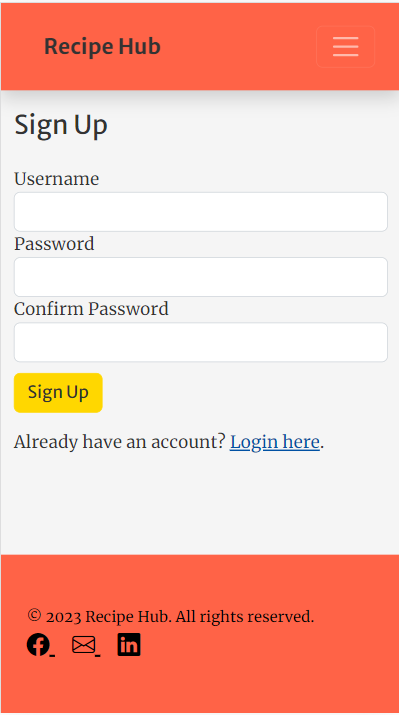 Recipe Hub
Sign Up
Username
Password
Confirm Password
Sign Up
Already have an account? Login here.
© 2023 Recipe Hub. All rights reserved.